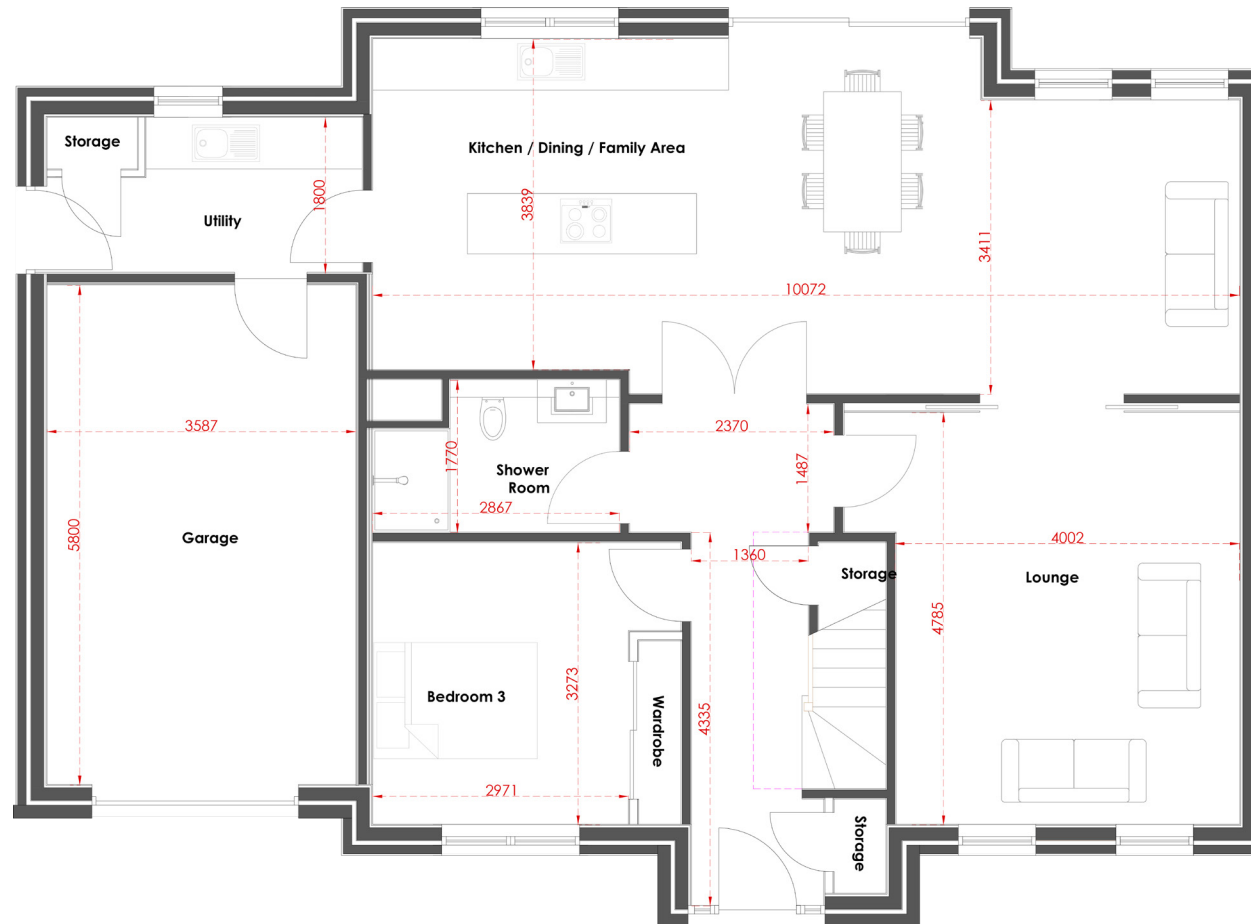 Storage
Kitchen / Dining / Family Area
Utility
1800
3839
3411
10072
3587
1770
2370
1487
Shower
Room
2867
5800
Garage
1360
Storage
4002
Lounge
4785
3273
Bedroom 3
Wardrobe
4335
2971
Storage